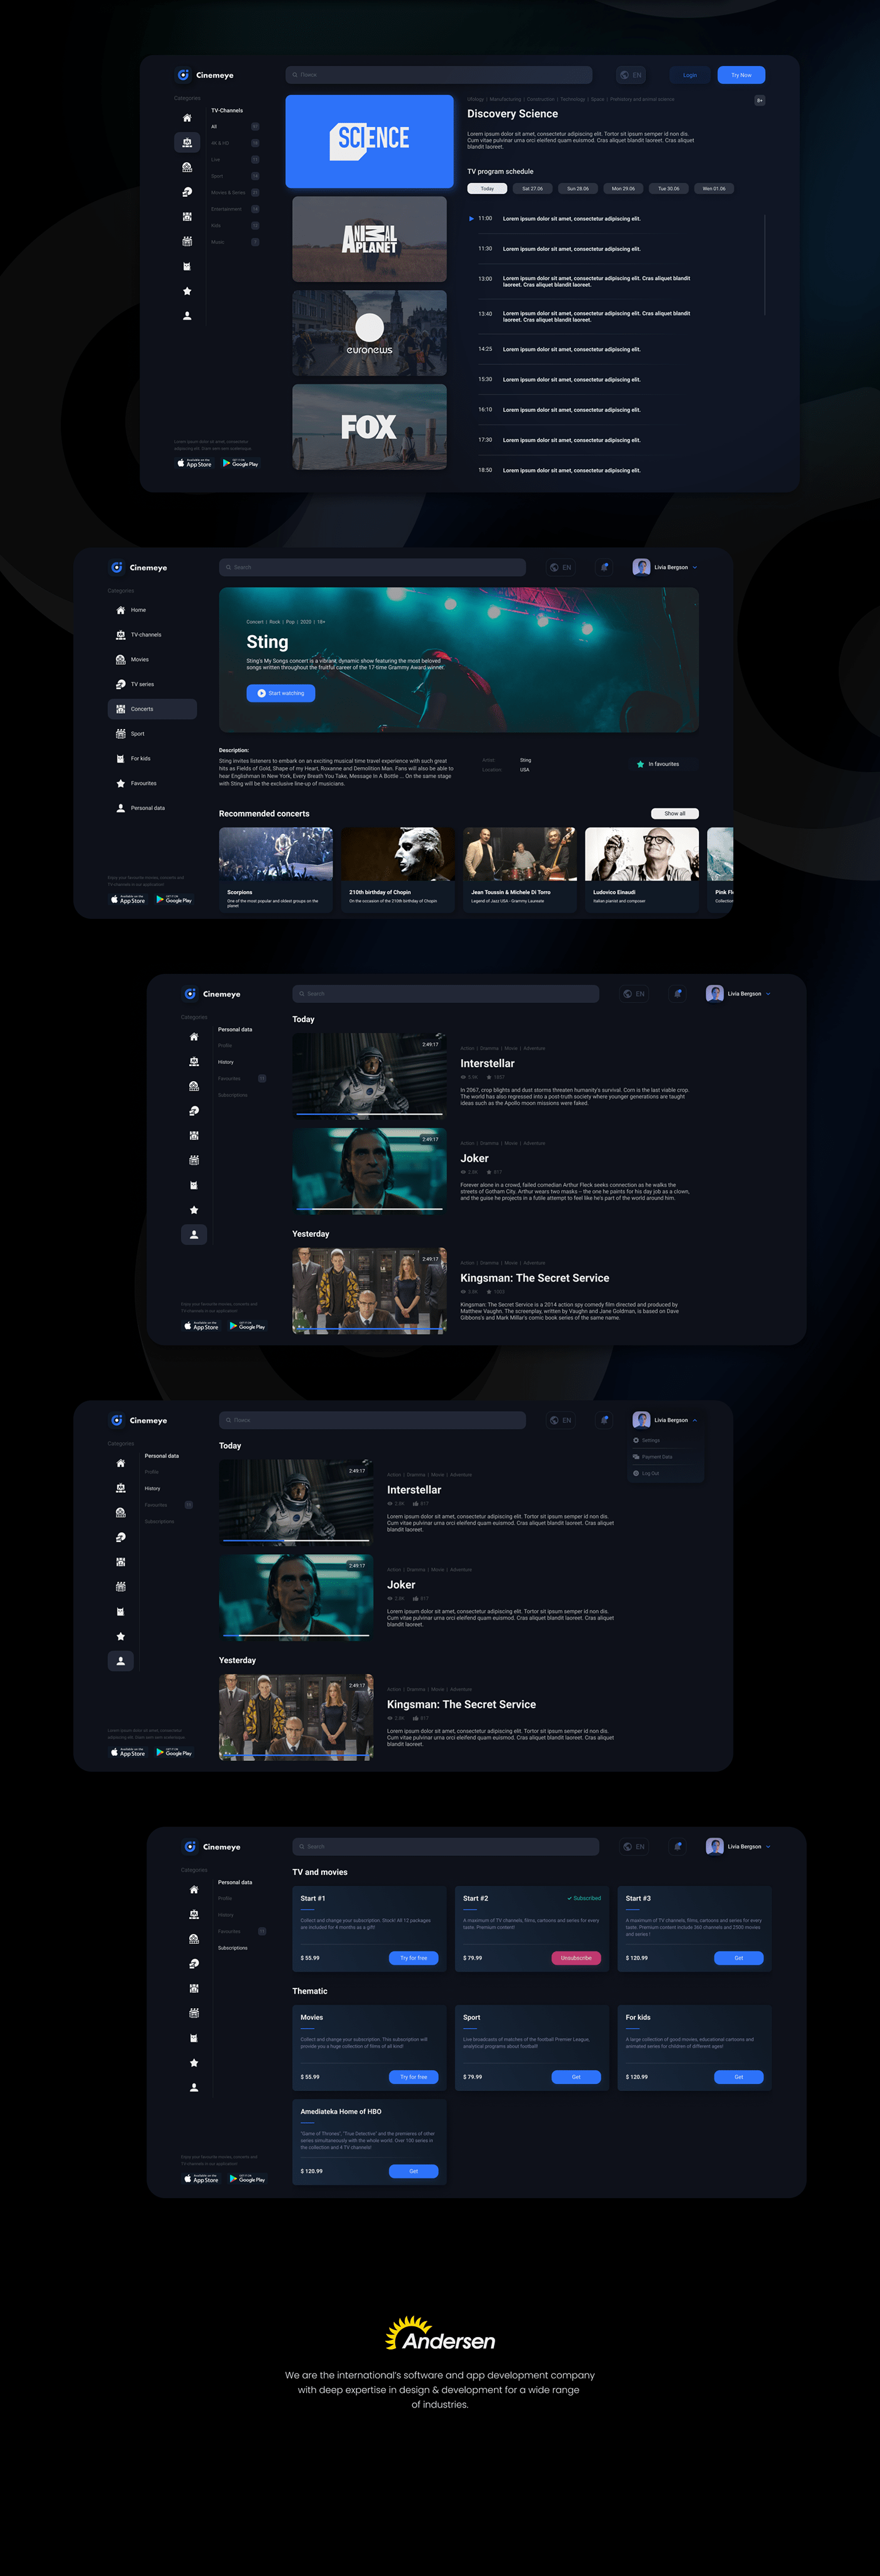 Cinemeye
Поиск
EN
Login
Try Now
Categories
TV-Channels
All
4K & HD
Live
Sport
Movies & Series
Entertainment
Kids
Music
Lorem ipsum dolor sit amet, consectetur
App Store
Google Play
SCIENCE
ANIMAL
PLANET
euronews
FOX
Ufology | Manufacturing | Construction | Technology | Space | Prehistory and animal science
8+
Discovery Science
Lorem ipsum dolor sit amet, consectetur adipiscing elit. Tortor sit ipsum semper id non dis.
Cum vitae pulvinar urna orci eleifend quam euismod. Cras aliquet blandit laoreet. Cras aliquet
blandit laoreet.
TV program schedule
Today
Sat 27.06
Sun 28.06
Mon 29.06
Tue 30.06
Wen 01.06
11:00 Lorem ipsum dolor sit amet, consectetur adipiscing elit.
11:30 Lorem ipsum dolor sit amet, consectetur adipiscing elit.
13:00 Lorem ipsum dolor sit amet, consectetur adipiscing elit. Cras aliquet blandit
laoreet. Cras aliquet blandit laoreet.
13:40 Lorem ipsum dolor sit amet, consectetur adipiscing elit. Cras aliquet blandit
laoreet. Cras aliquet blandit laoreet.
14:25 Lorem ipsum dolor sit amet, consectetur adipiscing elit.
15:30 Lorem ipsum dolor sit amet, consectetur adipiscing elit.
16:10 Lorem ipsum dolor sit amet, consectetur adipiscing elit.
17:30 Lorem ipsum dolor sit amet, consectetur adipiscing elit.
18:50 Lorem ipsum dolor sit amet, consectetur adipiscing elit.
Cinemeye
Search
EN
Livia Bergson
Categories
Home
TV-channels
Movies
TV series
Concerts
Sport
For kids
Favourites
Personal data
Enjoy your favourite movies, concerts and
TV-channels in our application!
App Store
Google Play
Concert | Rock | Pop | 2020 | 18+
Sting
Sting's My Songs concert is a vibrant, dynamic show featuring the most beloved
songs written throughout the fruitful career of the 17-time Grammy Award winner.
Start watching
Description:
Sting invites listeners to embark on an exciting musical time travel experience with such great
hits as Fields of Gold, Shape of my Heart, Roxanne and Demolition Man. Fans will also be able to
hear Englishman In New York, Every Breath You Take, Message In A Bottle ... On the same stage
with Sting will be the exclusive line-up of musicians.
Artist: Sting
Location: USA
In favourites
Recommended concerts
Show all
Scorpions
One of the most popular and oldest groups on the
planet
210th birthday of Chopin
On the occasion of the 210th birthday of Chopin
Jean Toussin & Michele Di Torro
Legend of Jazz USA - Grammy Laureate
Ludovico Einaudi
Italian pianist and composer
Pink Fl
Collection
Cinemeye
Search
EN
Livia Bergson
Categories
Personal data
Profile
History
Favourites
Subscriptions
Enjoy your favourite movies, concerts and
TV-channels in our application!
App Store
Google Play
Today
2:49:17
Action | Dramma | Movie | Adventure
Interstellar
In 2067, crop blights and dust storms threaten humanity's survival. Corn is the last viable crop.
The world has also regressed into a post-truth society where younger generations are taught
ideas such as the Apollo moon missions were faked.
2:49:17
Action | Dramma | Movie | Adventure
Joker
Forever alone in a crowd, failed comedian Arthur Fleck seeks connection as he walks the
streets of Gotham City. Arthur wears two masks -- the one he paints for his day job as a clown,
and the guise he projects in a futile attempt to feel like he's part of the world around him.
Yesterday
2:49:17
Action | Dramma | Movie | Adventure
Kingsman: The Secret Service
Kingsman: The Secret Service is a 2014 action spy comedy film directed and produced by
Matthew Vaughn. The screenplay, written by Vaughn and Jane Goldman, is based on Dave
Gibbons's and Mark Millar's comic book series of the same name.
Cinemeye
Поиск
EN
Livia Bergson
Settings
Payment Data
Log Out
Categories
Personal data
Profile
History
Favourites
Subscriptions
Lorem ipsum dolor sit amet, consectetur
App Store
Google Play
Today
2:49:17
Action | Dramma | Movie | Adventure
Interstellar
2.6K 817
Lorem ipsum dolor sit amet, consectetur adipiscing elit. Tortor sit ipsum semper id non dis.
Cum vitae pulvinar urna orci eleifend quam euismod. Cras aliquet blandit laoreet. Cras aliquet
blandit laoreet.
Action | Dramma | Movie | Adventure
2:49:17
Joker
2.6K 817
Lorem ipsum dolor sit amet, consectetur adipiscing elit. Tortor sit ipsum semper id non dis.
Cum vitae pulvinar urna orci eleifend quam euismod. Cras aliquet blandit laoreet. Cras aliquet
blandit laoreet.
Yesterday
2:49:17
Action | Dramma | Movie | Adventure
Kingsman: The Secret Service
2.6K 817
Lorem ipsum dolor sit amet, consectetur adipiscing elit. Tortor sit ipsum semper id non dis.
Cum vitae pulvinar urna orci eleifend quam euismod. Cras aliquet blandit laoreet. Cras aliquet
blandit laoreet.
Cinemeye
Search
EN
Livia Bergson
Categories
Personal data
Profile
History
Favourites
Subscriptions
Enjoy your favourite movies, concerts and
TV-channels in our application!
App Store
Google Play
TV and movies
Start #1
Collect and change your subscription. Stock! All 12 packages
are included for 4 months as a gift!
$ 55.99
Try for free
Start #2
Subscribed
A maximum of TV channels, films, cartoons and series for every
taste. Premium content!
$ 79.99
Unsubscribe
Start #3
A maximum of TV channels, films, cartoons and series for every
taste. Premium content include 360 channels and 2500 movies
and series !
$ 120.99
Get
Thematic
Movies
Collect and change your subscription. This subscription will
provide you a huge collection of films of all kind!
$ 55.99
Try for free
Sport
Live broadcasts of matches of the football Premier League,
analytical programs about football!
$ 79.99
Get
For kids
A large collection of good movies, educational cartoons and
animated series for children of different ages!
$ 120.99
Get
Amediateka Home of HBO
"Game of Thrones", "True Detective" and the premieres of other
series simultaneously with the whole world. Over 100 series in
the collection and 4 TV channels!
$ 120.99
Get
Andersen
We are the international's software and app development company
with deep expertise in design & development for a wide range
of industries.